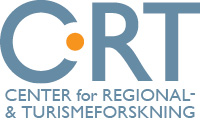 CRT
CENTER for REGIONAL-
& TURISMEFORSKNING